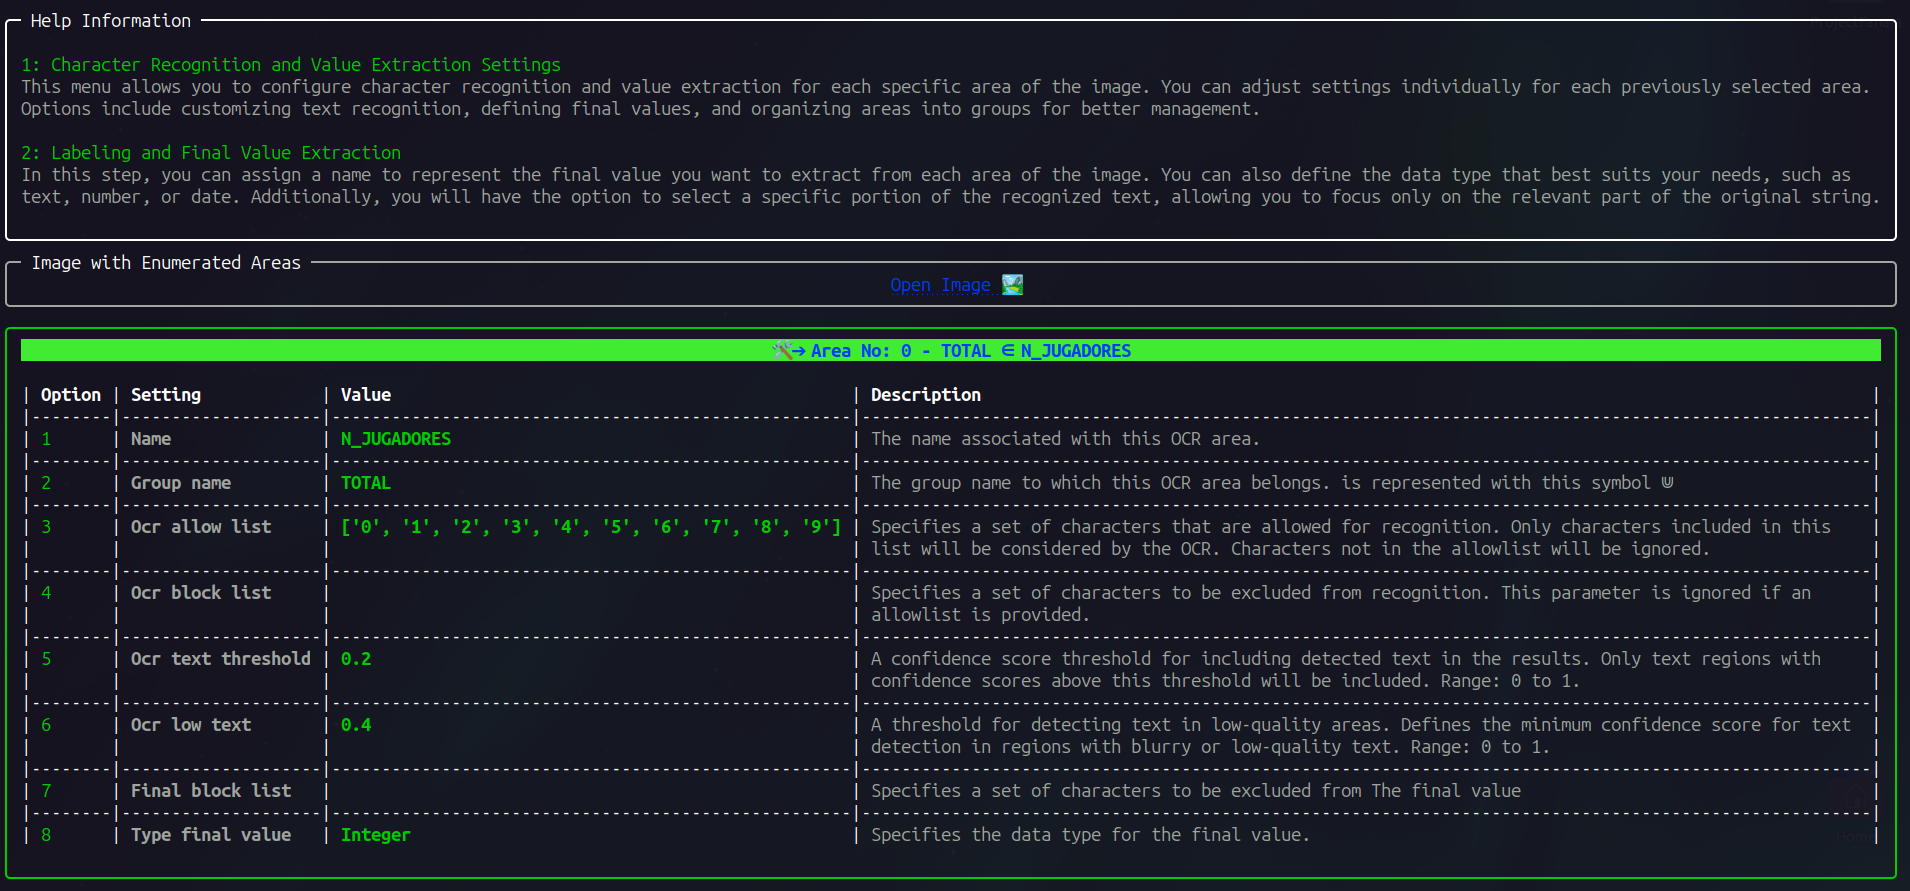 Help Information
1: Character Recognition and Value Extraction Settings
This menu allows you to configure character recognition and value extraction for each specific area of the image. You can adjust settings individually for each previously selected area.
Options include customizing text recognition, defining final values, and organizing areas into groups for better management.
2: Labeling and Final Value Extraction
In this step, you can assign a name to represent the final value you want to extract from each area of the image. You can also define the data type that best suits your needs, such as
text, number, or date. Additionally, you will have the option to select a specific portion of the recognized text, allowing you to focus only on the relevant part of the original string.
Image with Enumerated Areas
Open Image
Area No: 0 - TOTAL ∈ N_JUGADORES
| Option | Setting | Value | Description |
| 1 | Name | N_JUGADORES | The name associated with this OCR area. |
| 2 | Group name | TOTAL | The group name to which this OCR area belongs. is represented with this symbol ⋓ |
| 3 | Ocr allow list | ['0', '1', '2', '3', '4', '5', '6', '7', '8', '9'] | Specifies a set of characters that are allowed for recognition. Only characters included in this |
| | | | list will be considered by the OCR. Characters not in the allowlist will be ignored. |
| 4 | Ocr block list | | Specifies a set of characters to be excluded from recognition. This parameter is ignored if an |
| | | | allowlist is provided. |
| 5 | Ocr text threshold | 0.2 | A confidence score threshold for including detected text in the results. Only text regions with |
| | | | confidence scores above this threshold will be included. Range: 0 to 1. |
| 6 | Ocr low text | 0.4 | A threshold for detecting text in low-quality areas. Defines the minimum confidence score for text |
| | | | detection in regions with blurry or low-quality text. Range: 0 to 1. |
| 7 | Final block list | | Specifies a set of characters to be excluded from The final value |
| 8 | Type final value | Integer | Specifies the data type for the final value. |